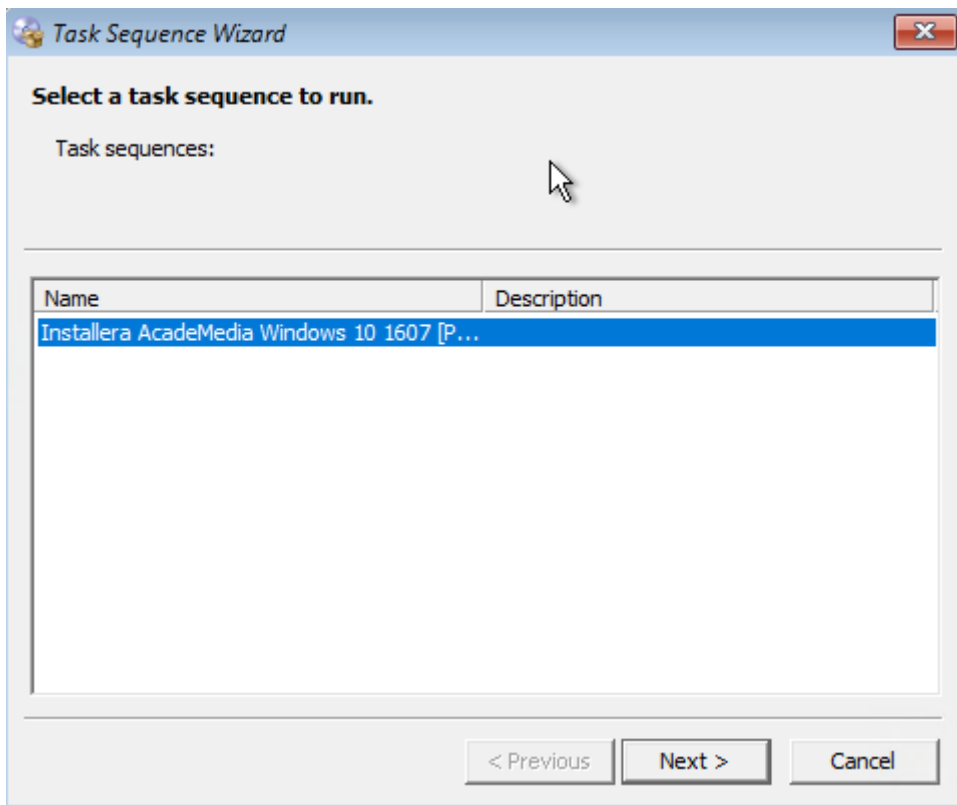 Task Sequence Wizard
Select a task sequence to run.
Task sequences:
Name Description
Installera AcadeMedia Windows 10 1607 [P...
< Previous Next > Cancel